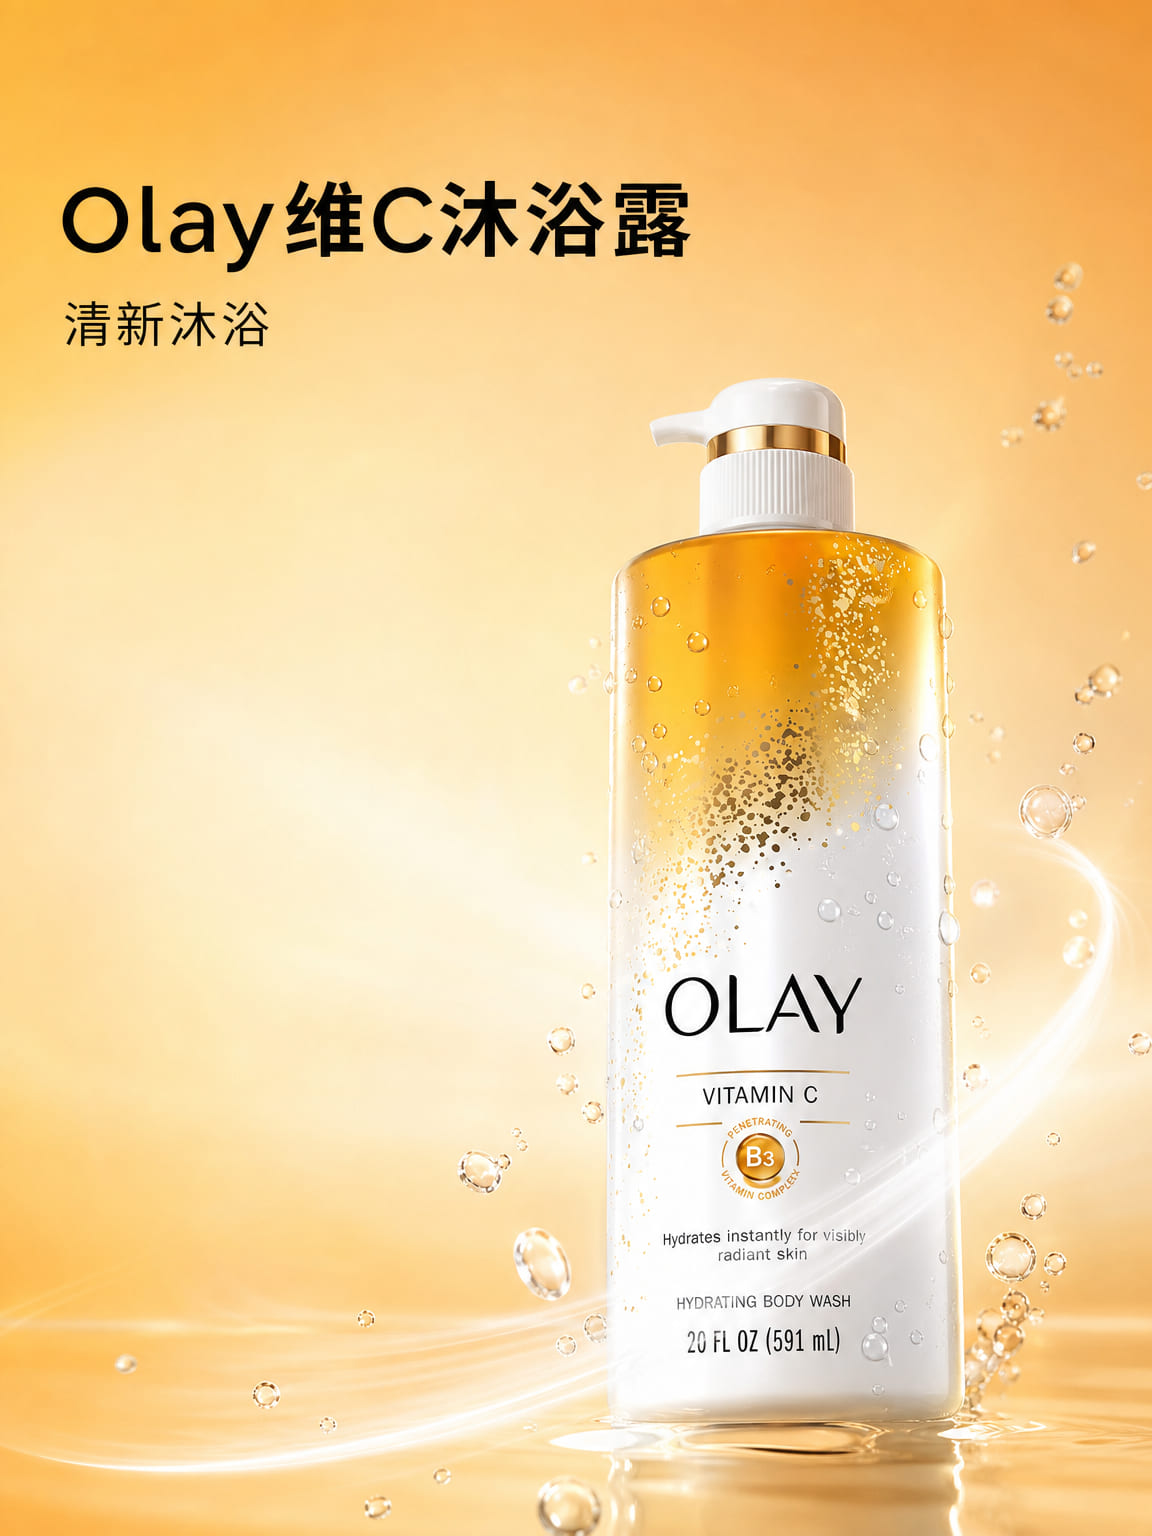 Olay维C沐浴露
清新沐浴
OLAY
VITAMIN C
PENETRATING
B3
VITAMIN COMPLEX
Hydrates instantly for visibly
radiant skin
HYDRATING BODY WASH
20 FL OZ (591 mL)